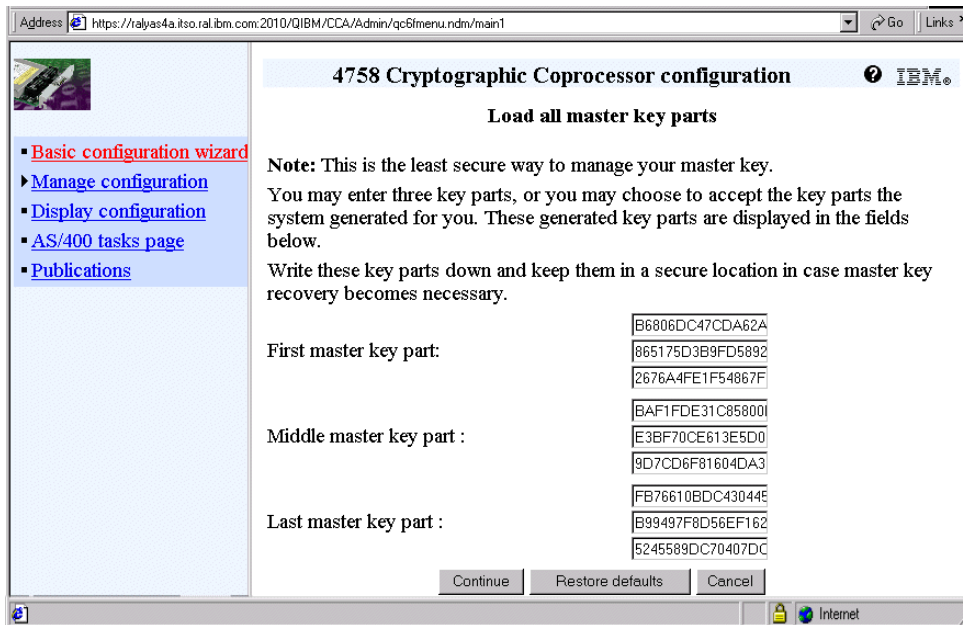 Address https://ralyas4a.itso.ral.ibm.com:2010/QIBM/CCA/Admin/qc6fmenu.ndm/main1 Go Links
4758 Cryptographic Coprocessor configuration ? IBM®
Load all master key parts
Basic configuration wizard
Manage configuration
Display configuration
AS/400 tasks page
Publications
Note: This is the least secure way to manage your master key.
You may enter three key parts, or you may choose to accept the key parts the
system generated for you. These generated key parts are displayed in the fields
below.
Write these key parts down and keep them in a secure location in case master key
recovery becomes necessary.
First master key part:
B6806DC47CDA62A
865175D3B9FD5892
2676A4FE1F54867F
Middle master key part :
BAF1FDE31C85800
E3BF70CE613E5D0
9D7CD6F81604DA3
Last master key part :
FB76610BDC430445
B99497F8D56EF162
5245589DC70407DC
Continue Restore defaults Cancel
Internet